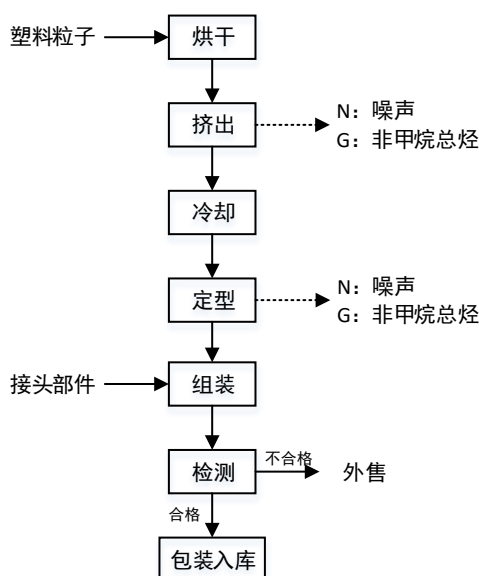 塑料粒子
烘干
挤出
N：噪声
G：非甲烷总烃
冷却
定型
N：噪声
G：非甲烷总烃
接头部件
组装
检测
不合格
外售
合格
包装入库